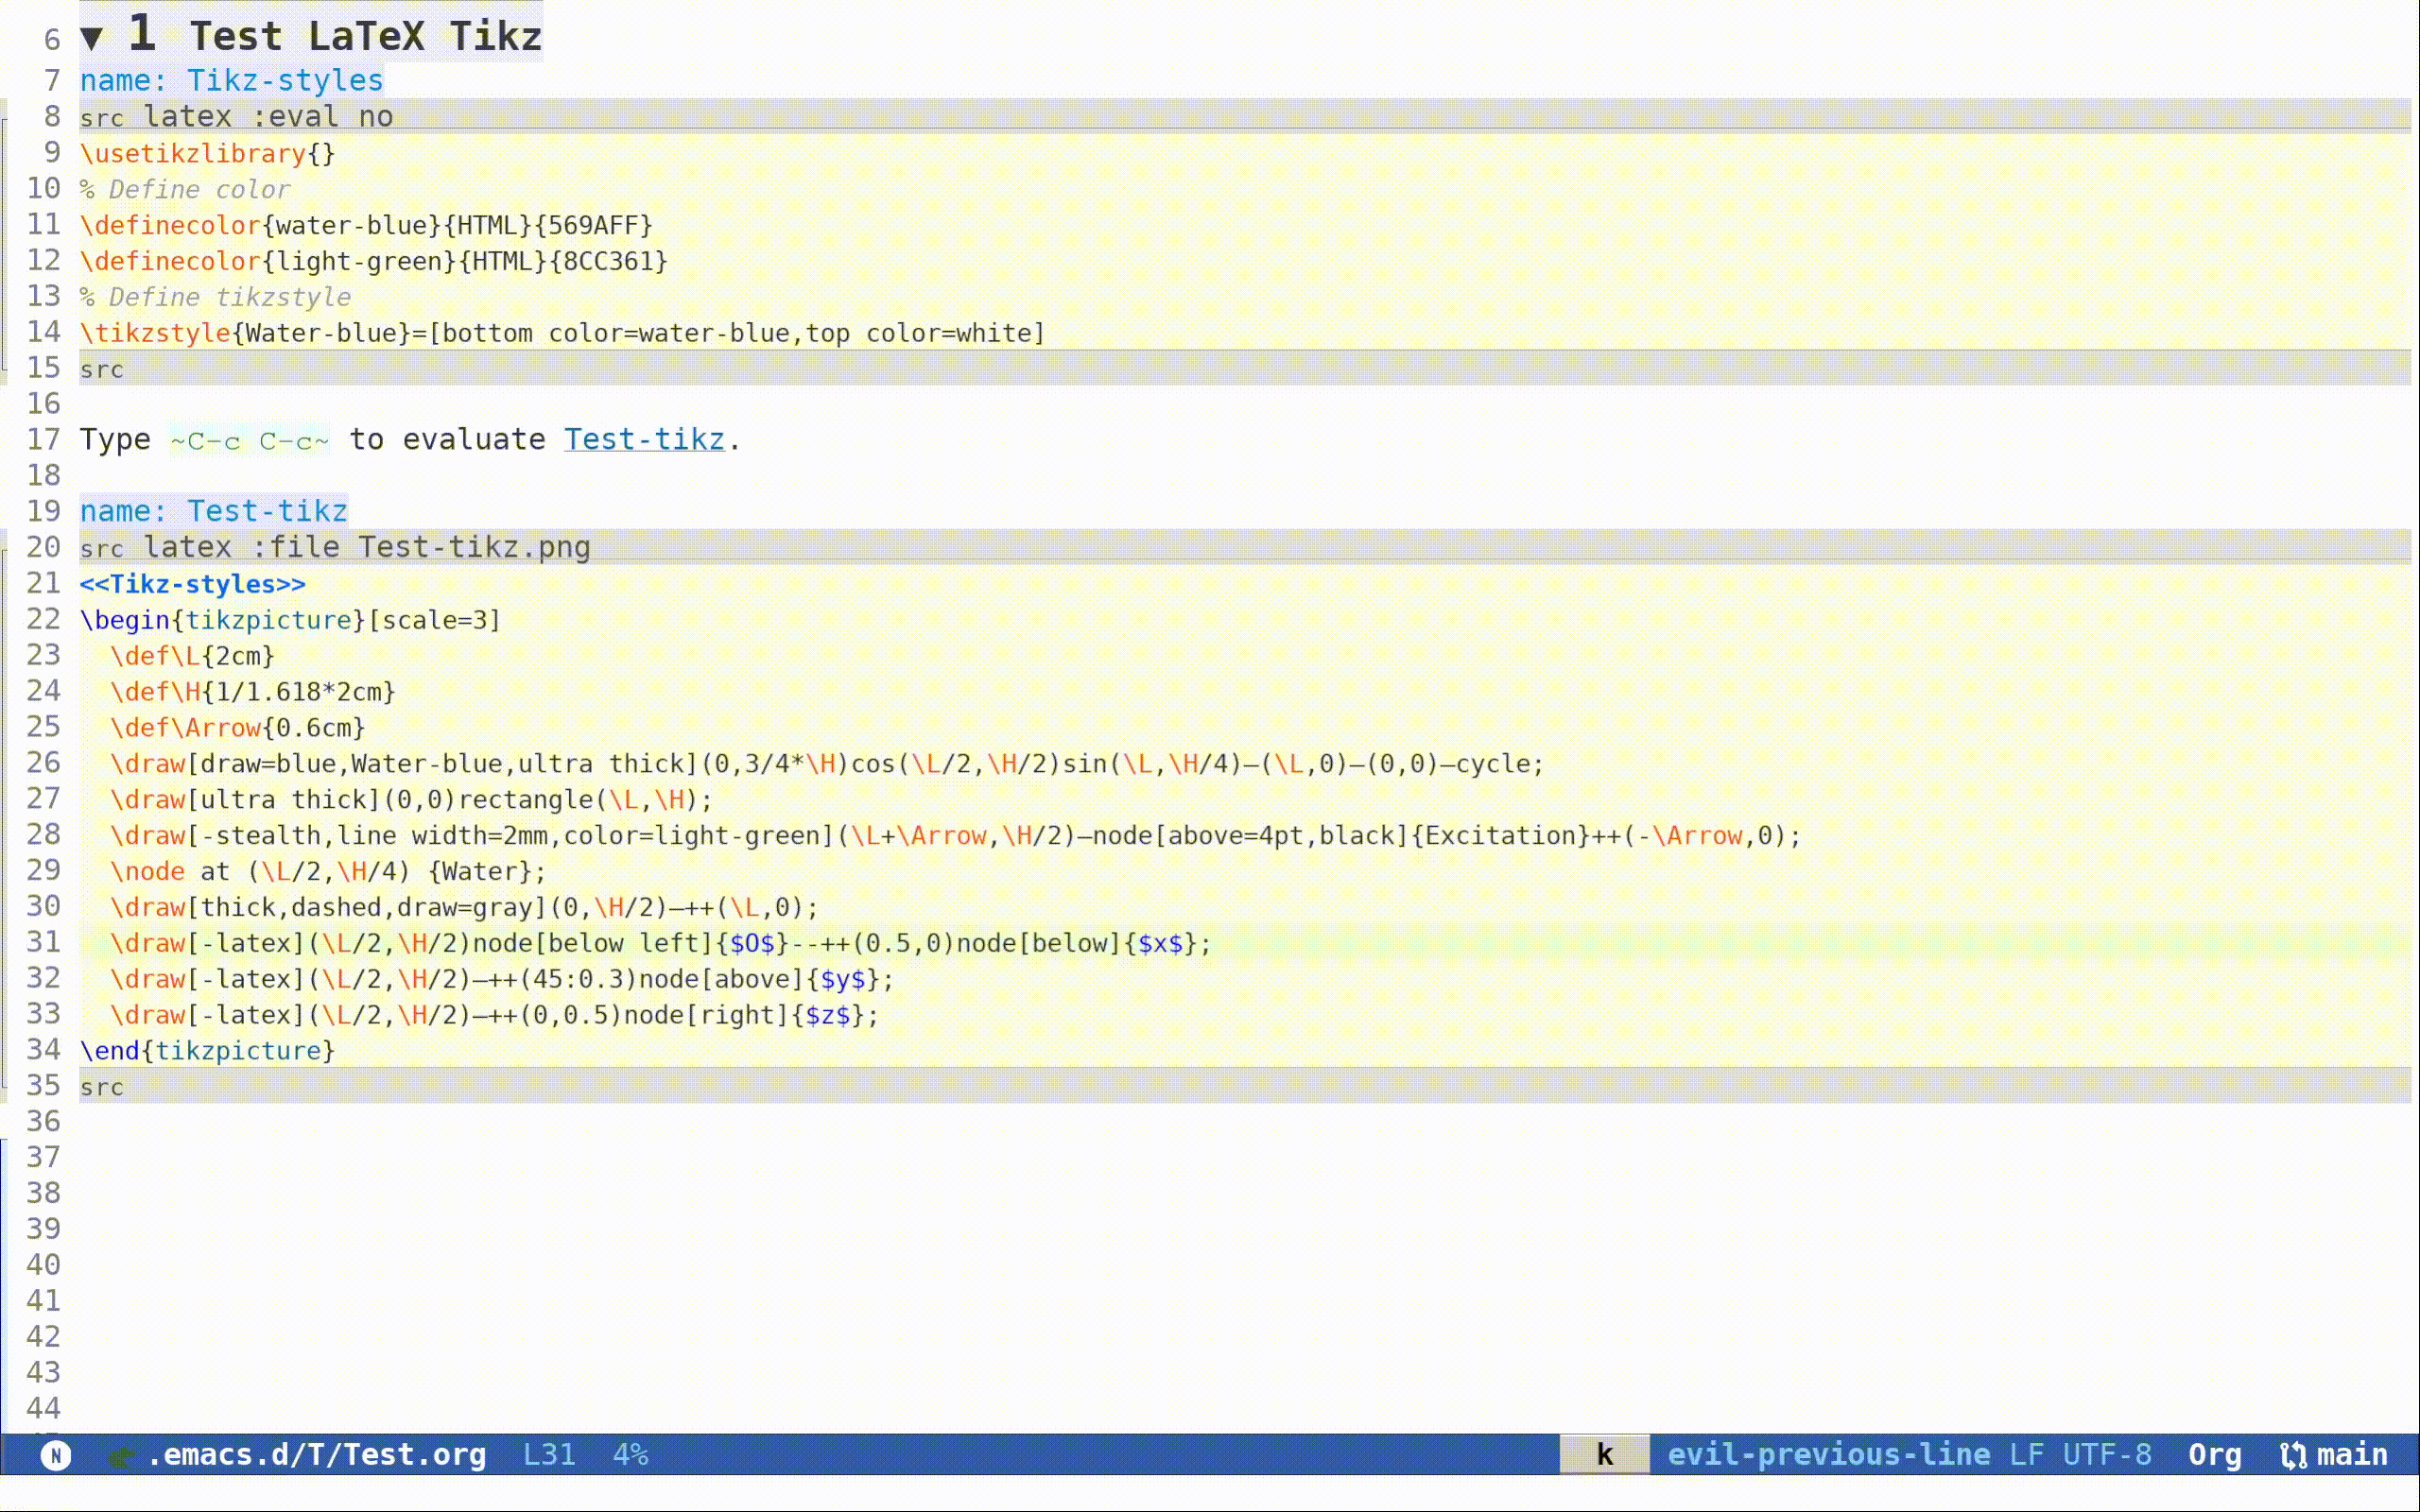 6 ▼ 1 Test LaTeX Tikz
7 name: Tikz-styles
8 src latex :eval no
9 \usetikzlibrary{}
10 % Define color
11 \definecolor{water-blue}{HTML}{569AFF}
12 \definecolor{light-green}{HTML}{8CC361}
13 % Define tikzstyle
14 \tikzstyle{Water-blue}=[bottom color=water-blue,top color=white]
15 src
16
17 Type ~C-c C-c~ to evaluate Test-tikz.
18
19 name: Test-tikz
20 src latex :file Test-tikz.png
21 <<Tikz-styles>>
22 \begin{tikzpicture}[scale=3]
23   \def\L{2cm}
24   \def\H{1/1.618*2cm}
25   \def\Arrow{0.6cm}
26   \draw[draw=blue,Water-blue,ultra thick](0,3/4*\H)cos(\L/2,\H/2)sin(\L,\H/4)–(\L,0)–(0,0)–cycle;
27   \draw[ultra thick](0,0)rectangle(\L,\H);
28   \draw[-stealth,line width=2mm,color=light-green](\L+\Arrow,\H/2)–node[above=4pt,black]{Excitation}++(-\Arrow,0);
29   \node at (\L/2,\H/4) {Water};
30   \draw[thick,dashed,draw=gray](0,\H/2)–++(\L,0);
31   \draw[-latex](\L/2,\H/2)node[below left]{$O$}--++(0.5,0)node[below]{$x$};
32   \draw[-latex](\L/2,\H/2)–++(45:0.3)node[above]{$y$};
33   \draw[-latex](\L/2,\H/2)–++(0,0.5)node[right]{$z$};
34 \end{tikzpicture}
35 src
36
37
38
39
40
41
42
43
44
N .emacs.d/T/Test.org L31 4% k evil-previous-line LF UTF-8 Org main